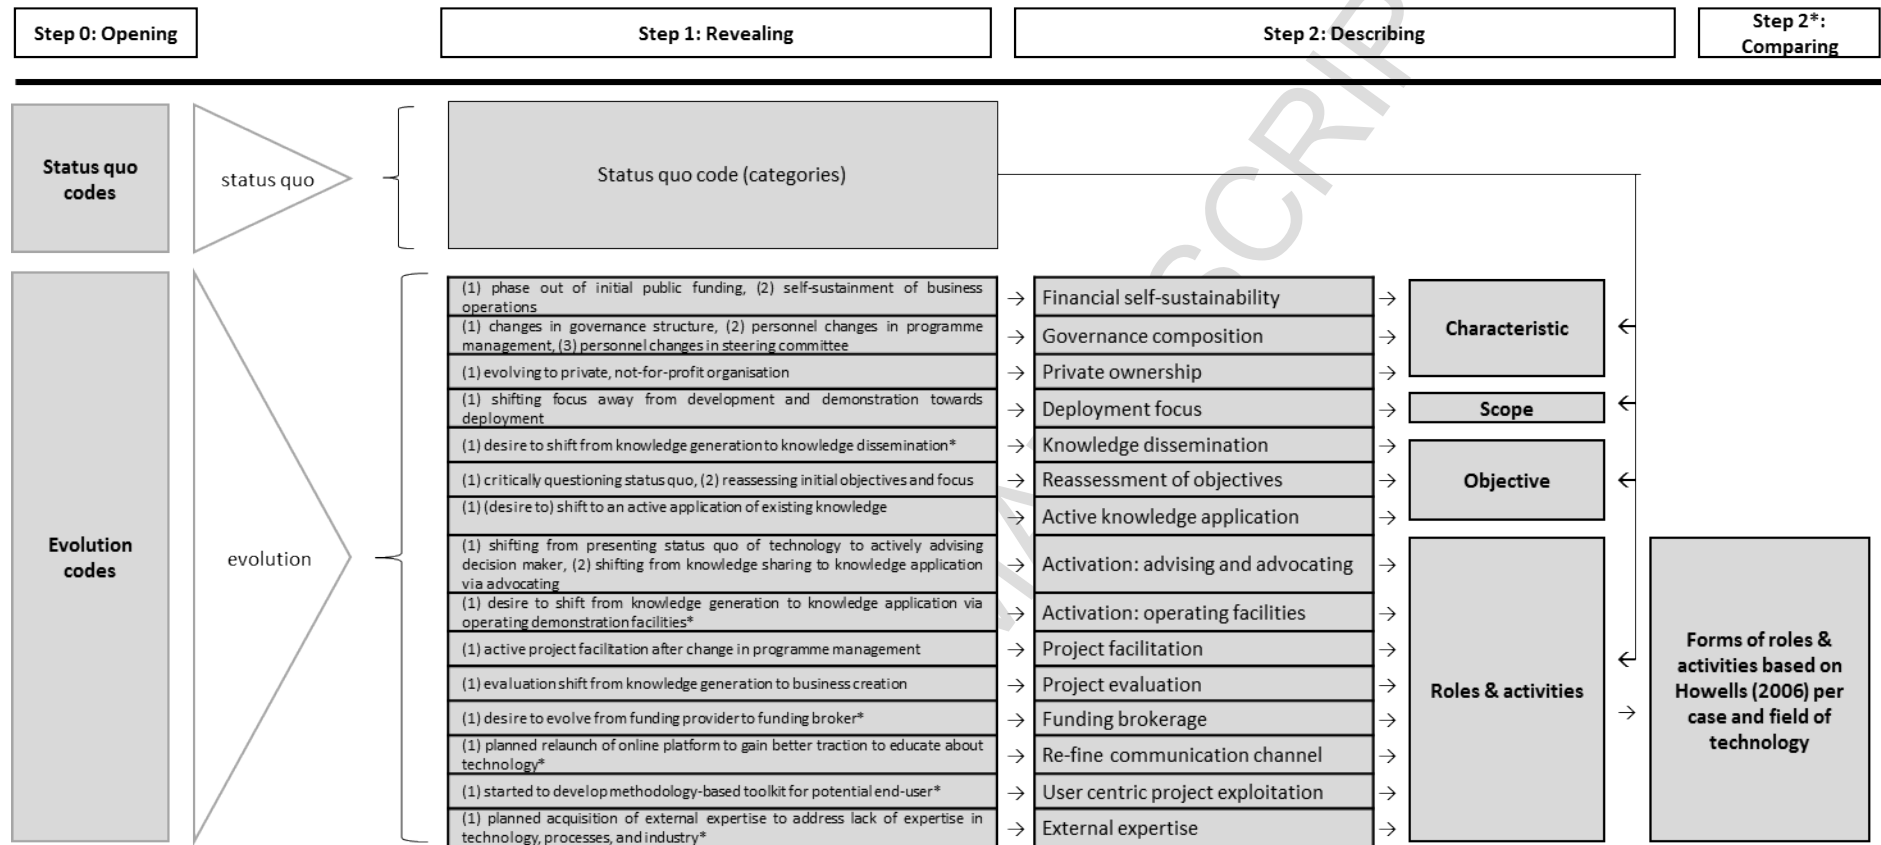 Step 0: Opening
Step 1: Revealing
Step 2: Describing
Step 2*:
Comparing
Status quo
codes
status quo
Status quo code (categories)
Evolution
codes
evolution
(1) phase out of initial public funding, (2) self-sustainment of business
operations
→ Financial self-sustainability →
(1) changes in governance structure, (2) personnel changes in programme
management, (3) personnel changes in steering committee
→ Governance composition →
(1) evolving to private, not-for-profit organisation
→ Private ownership →
Characteristic ←
(1) shifting focus away from development and demonstration towards
deployment
→ Deployment focus →
Scope ←
(1) desire to shift from knowledge generation to knowledge dissemination*
→ Knowledge dissemination →
(1) critically questioning status quo, (2) reassessing initial objectives and focus
→ Reassessment of objectives →
(1) (desire to) shift to an active application of existing knowledge
→ Active knowledge application →
Objective ←
(1) shifting from presenting status quo of technology to actively advising
decision maker, (2) shifting from knowledge sharing to knowledge application
via advocating
→ Activation: advising and advocating →
(1) desire to shift from knowledge generation to knowledge application via
operating demonstration facilities*
→ Activation: operating facilities →
(1) active project facilitation after change in programme management
→ Project facilitation →
(1) evaluation shift from knowledge generation to business creation
→ Project evaluation →
(1) desire to evolve from funding provider to funding broker*
→ Funding brokerage →
(1) planned relaunch of online platform to gain better traction to educate about
technology*
→ Re-fine communication channel →
(1) started to develop methodology-based toolkit for potential end-user*
→ User centric project exploitation →
(1) planned acquisition of external expertise to address lack of expertise in
technology, processes, and industry*
→ External expertise →
Roles & activities ← →
Forms of roles &
activities based on
Howells (2006) per
case and field of
technology